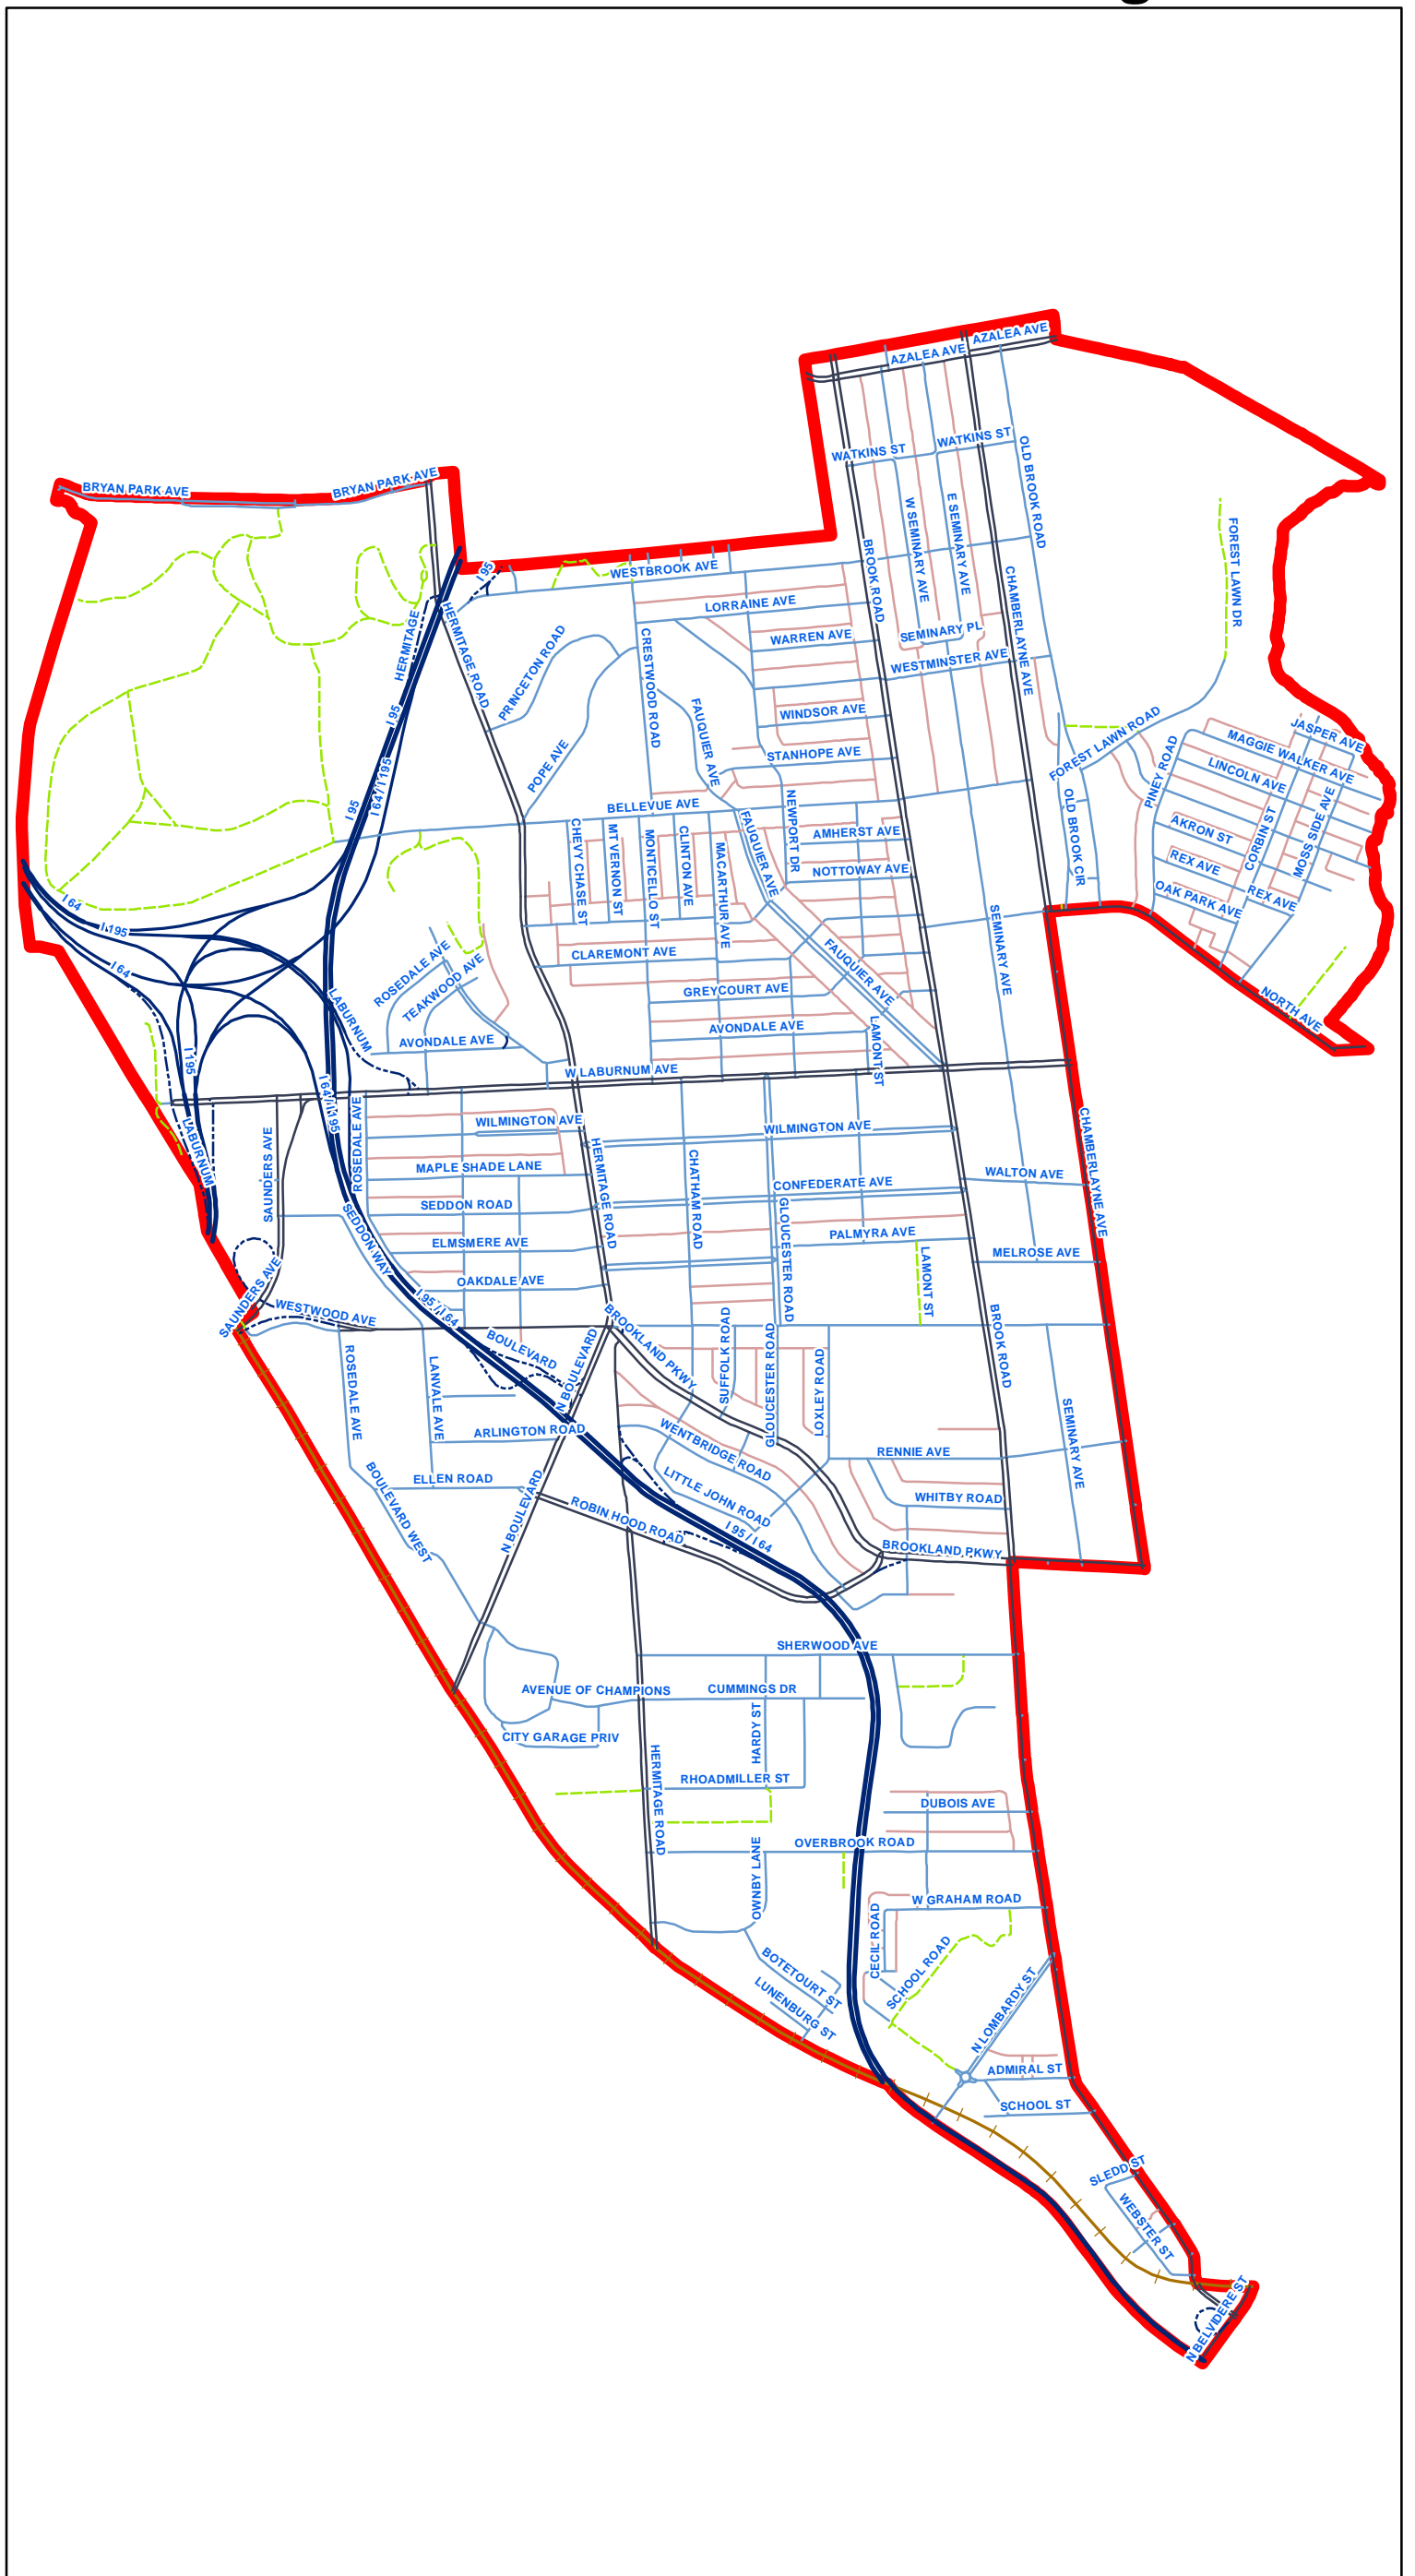 AZALEA AVE
AZALEA AVE
WATKINS ST
WATKINS ST
OLD BROOK ROAD
BRYAN PARK AVE
BRYAN PARK AVE
W SEMINARY AVE
E SEMINARY AVE
FOREST LAWN DR
BROOK ROAD
CHAMBERLAYNE AVE
I 95
WESTBROOK AVE
LORRAINE AVE
HERMITAGE
HERMITAGE ROAD
PRINCETON ROAD
CRESTWOOD ROAD
WARREN AVE
SEMINARY PL
WESTMINSTER AVE
I 95
FAUQUIER AVE
WINDSOR AVE
STANHOPE AVE
FOREST LAWN ROAD
PINEY ROAD
JASPER AVE
MAGGIE WALKER AVE
LINCOLN AVE
POPE AVE
I 64 / I 195
I 95
BELLEVUE AVE
NEWPORT DR
OLD BROOK CIR
AKRON ST
CORBIN ST
MOSS SIDE AVE
CHEVY CHASE ST
MT VERNON ST
MONTICELLO ST
CLINTON AVE
MACARTHUR AVE
FAUQUIER AVE
AMHERST AVE
NOTTOWAY AVE
REX AVE
REX AVE
OAK PARK AVE
I 64
I 195
I 64
SEMINARY AVE
CLAREMONT AVE
FAUQUIER AVE
ROSEDALE AVE
TEAKWOOD AVE
GREYCOURT AVE
NORTH AVE
LABURNUM
AVONDALE AVE
AVONDALE AVE
LAMONT ST
I 195
W LABURNUM AVE
I 64 / I 195
ROSEDALE AVE
LABURNUM
SAUNDERS AVE
WILMINGTON AVE
WILMINGTON AVE
CHAMBERLAYNE AVE
MAPLE SHADE LANE
HERMITAGE ROAD
CHATHAM ROAD
WALTON AVE
CONFEDERATE AVE
SEDDON ROAD
GLOUCESTER ROAD
SEDDON WAY
ELMSMERE AVE
PALMYRA AVE
MELROSE AVE
LAMONT ST
OAKDALE AVE
SAUNDERS AVE
WESTWOOD AVE
I 95 / I 64
BOULEVARD
BROOKLAND PKWY
SUFFOLK ROAD
GLOUCESTER ROAD
LOXLEY ROAD
BROOK ROAD
ROSEDALE AVE
LANVALE AVE
N BOULEVARD
SEMINARY AVE
ARLINGTON ROAD
WENTBRIDGE ROAD
RENNIE AVE
ELLEN ROAD
LITTLE JOHN ROAD
WHITBY ROAD
BOULEVARD WEST
N BOULEVARD
ROBIN HOOD ROAD
I 95 / I 64
BROOKLAND PKWY
SHERWOOD AVE
AVENUE OF CHAMPIONS
CUMMINGS DR
CITY GARAGE PRIV
HARDY ST
HERMITAGE ROAD
RHOADMILLER ST
DUBOIS AVE
OVERBROOK ROAD
OWNBY LANE
W GRAHAM ROAD
CECIL ROAD
SCHOOL ROAD
BOTETOURT ST
LUNENBURG ST
N LOMBARDY ST
ADMIRAL ST
SCHOOL ST
SLEDD ST
WEBSTER ST
N BELVIDERE ST